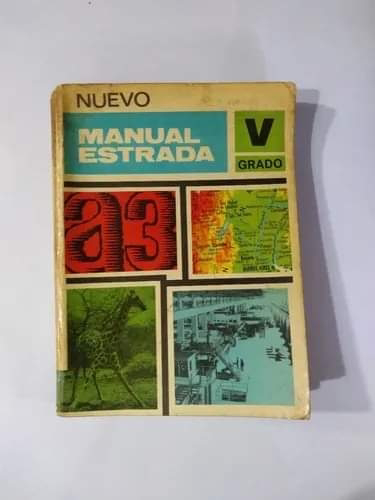 NUEVO
MANUAL
ESTRADA
V
GRADO
a3